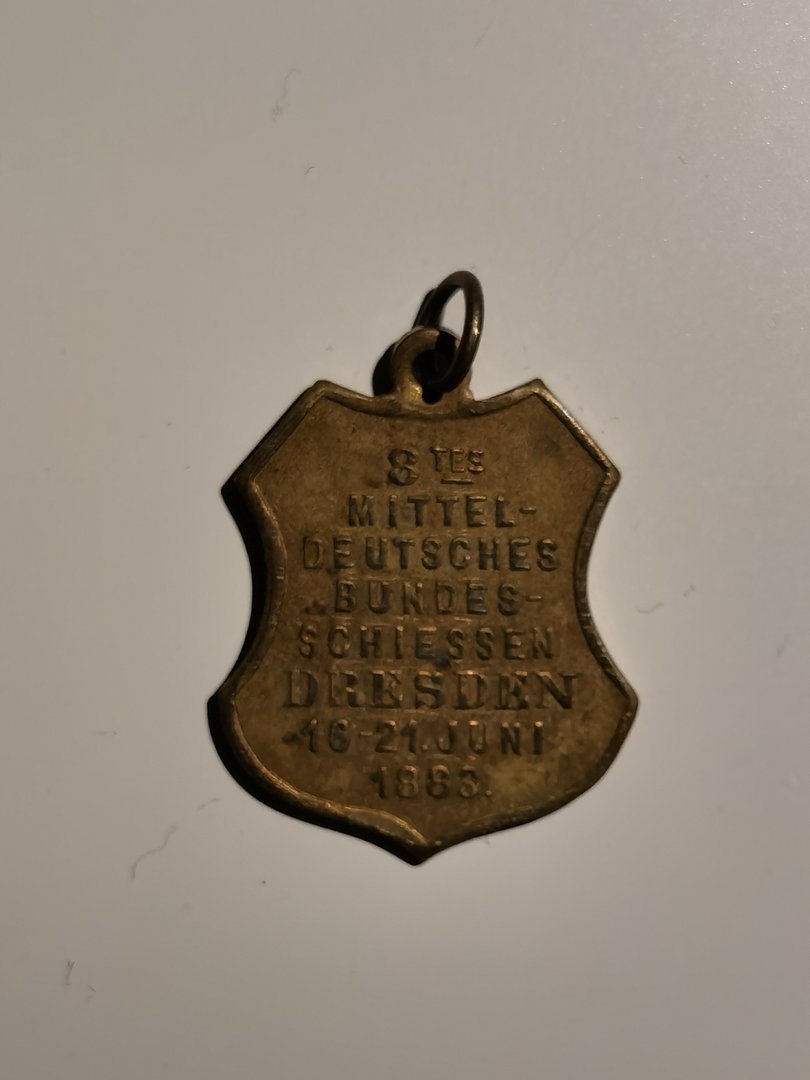 8TES
MITTEL-
DEUTSCHES
BUNDES-
SCHIESSEN
DRESDEN
16-21.JUNI
1883.